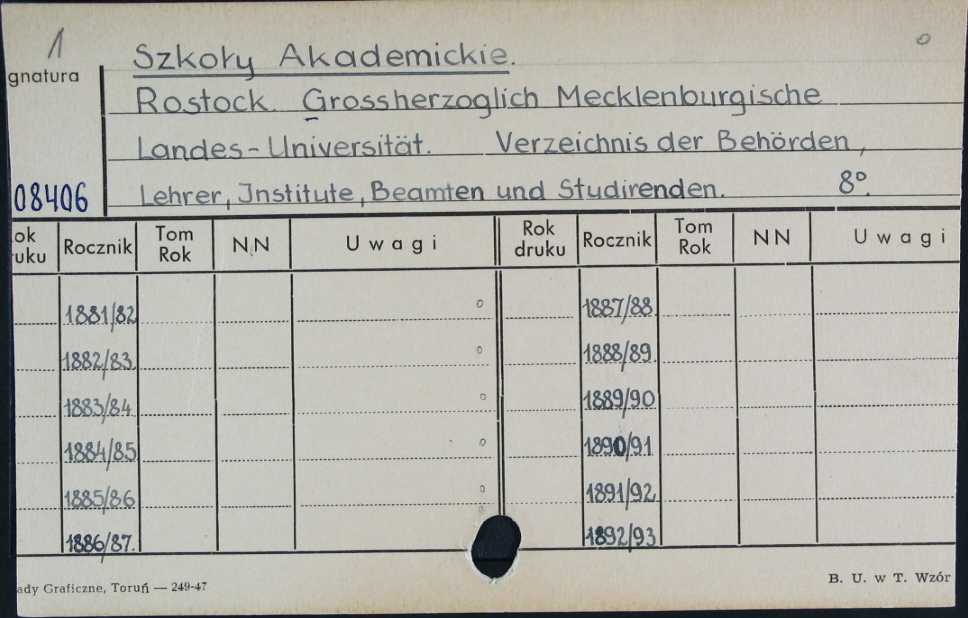 1
gnatura
Szkoły Akademickie.
Rostock. Grossherzoglich Mecklenburgische
Landes-Universität. Verzeichnis der Behörden,
08406
Lehrer, Institute, Beamten und Studirenden. 8°.
ok uku Rocznik Tom Rok NN Uwagi Rok druku Rocznik Tom Rok NN Uwagi
1881/82 1887/88
1882/83 1888/89
1883/84 1889/90
1884/85 1890/91
1885/86 1891/92
1886/87. 1892/93
ady Graficzne, Toruń — 249-47
B. U. w T. Wzór